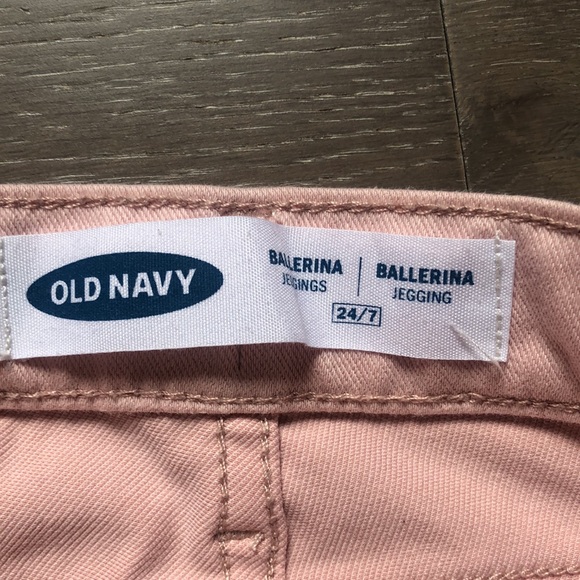 OLD NAVY
BALLERINA
JEGGINGS
BALLERINA
JEGGING
24/7